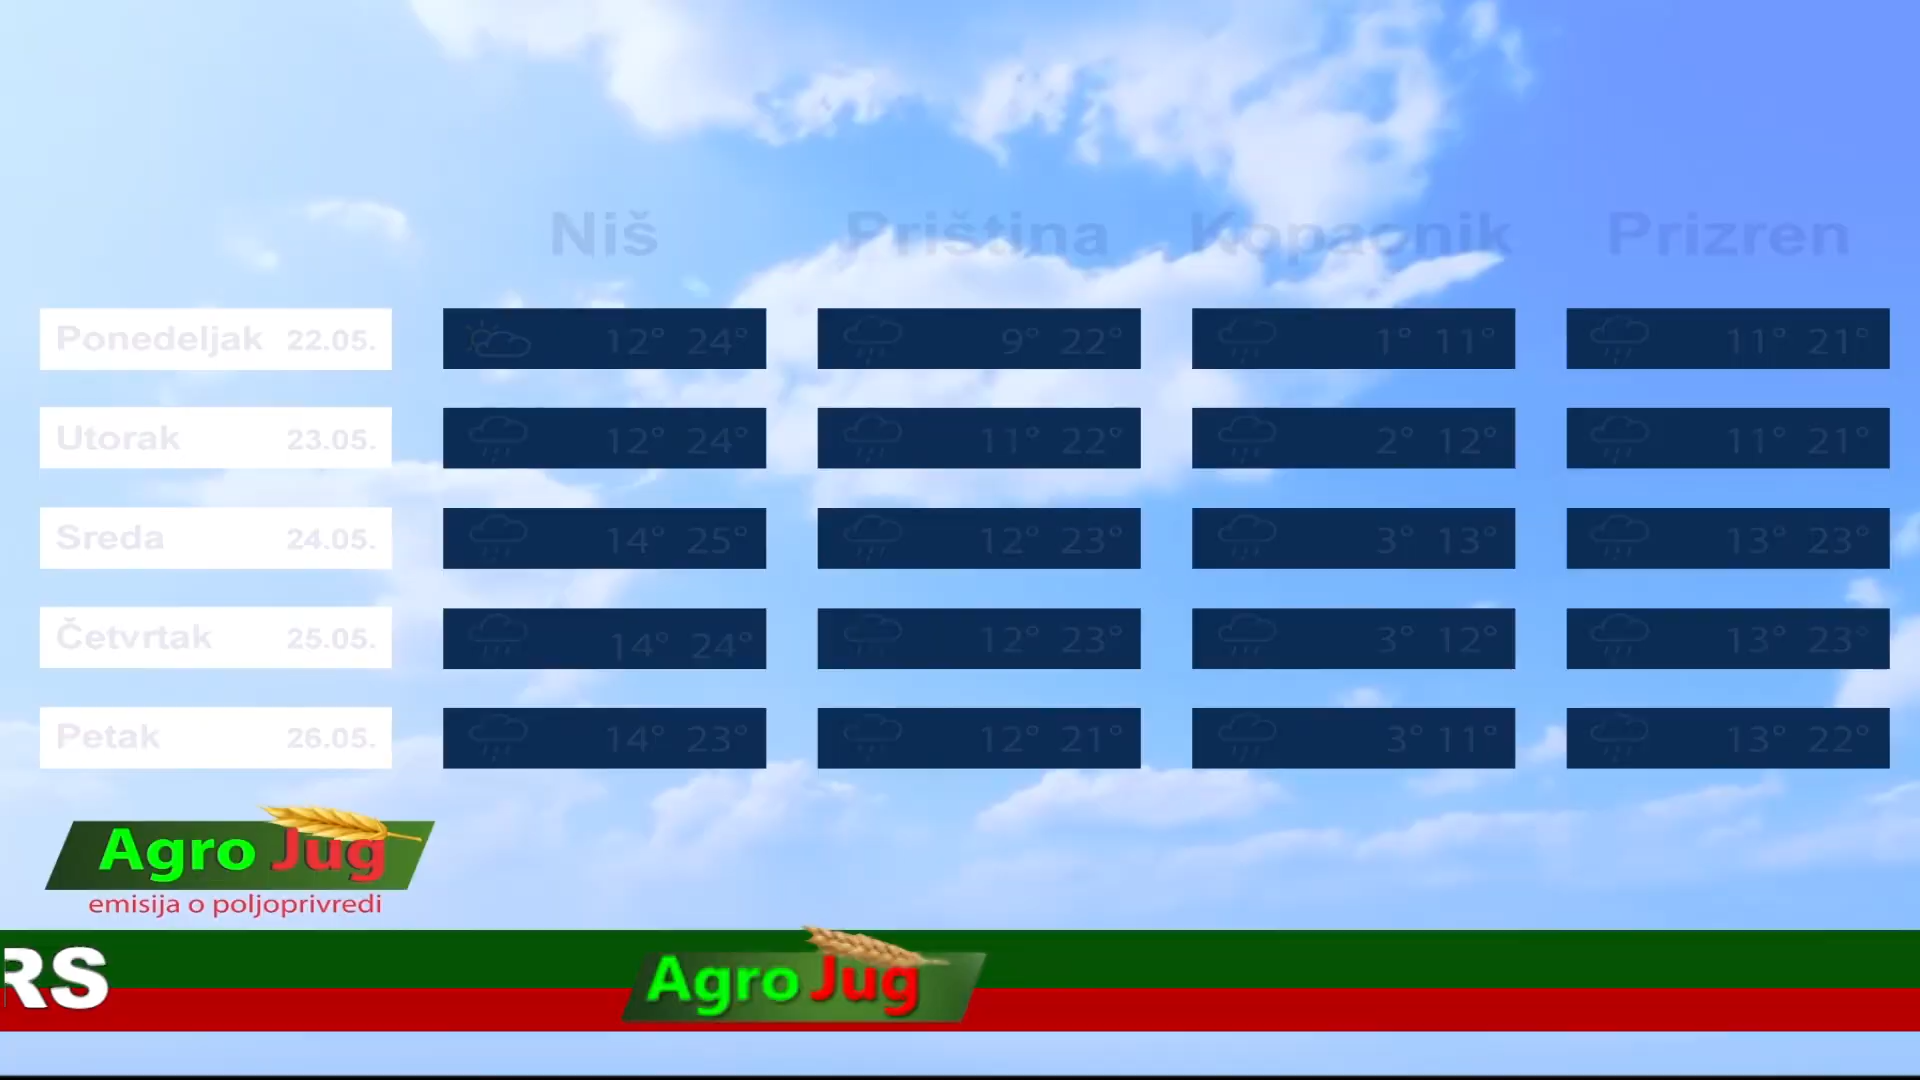 Niš Priština Kopaonik Prizren
Ponedeljak 22.05. 12° 24° 9° 22° 1° 11° 11° 21°
Utorak 23.05. 12° 24° 11° 22° 2° 12° 11° 21°
Sreda 24.05. 14° 25° 12° 23° 3° 13° 13° 23°
Četvrtak 25.05. 14° 24° 12° 23° 3° 12° 13° 23°
Petak 26.05. 14° 23° 12° 21° 3° 11° 13° 22°
Agro Jug
emisija o poljoprivredi
RS
Agro Jug